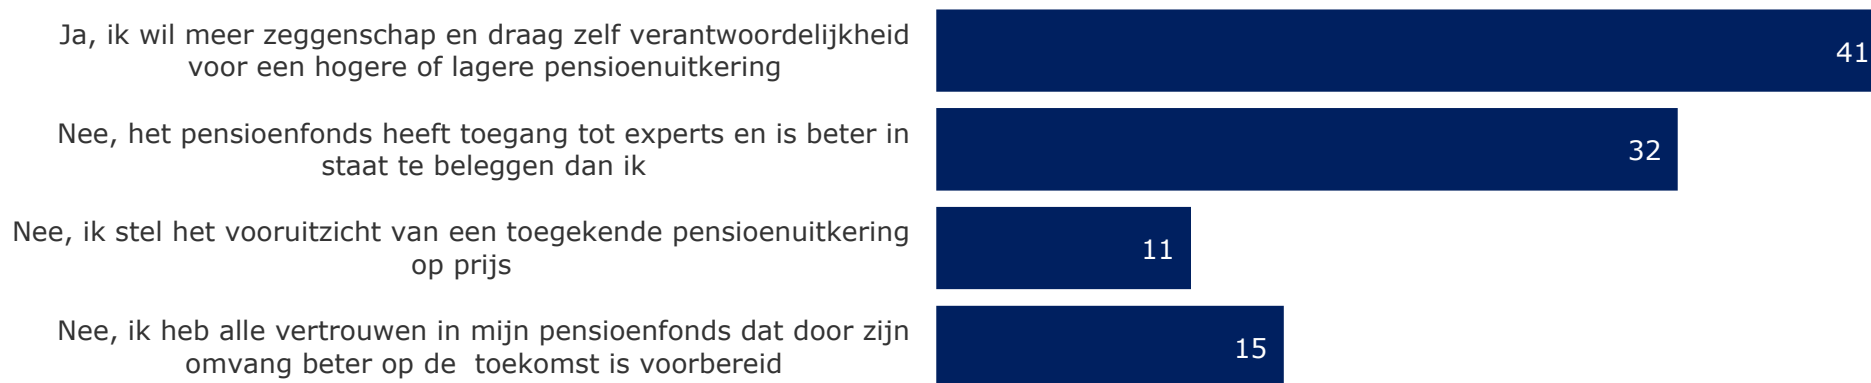 Ja, ik wil meer zeggenschap en draag zelf verantwoordelijkheid
voor een hogere of lagere pensioenuitkering
41
Nee, het pensioenfonds heeft toegang tot experts en is beter in
staat te beleggen dan ik
32
Nee, ik stel het vooruitzicht van een toegekende pensioenuitkering
op prijs
11
Nee, ik heb alle vertrouwen in mijn pensioenfonds dat door zijn
omvang beter op de  toekomst is voorbereid
15